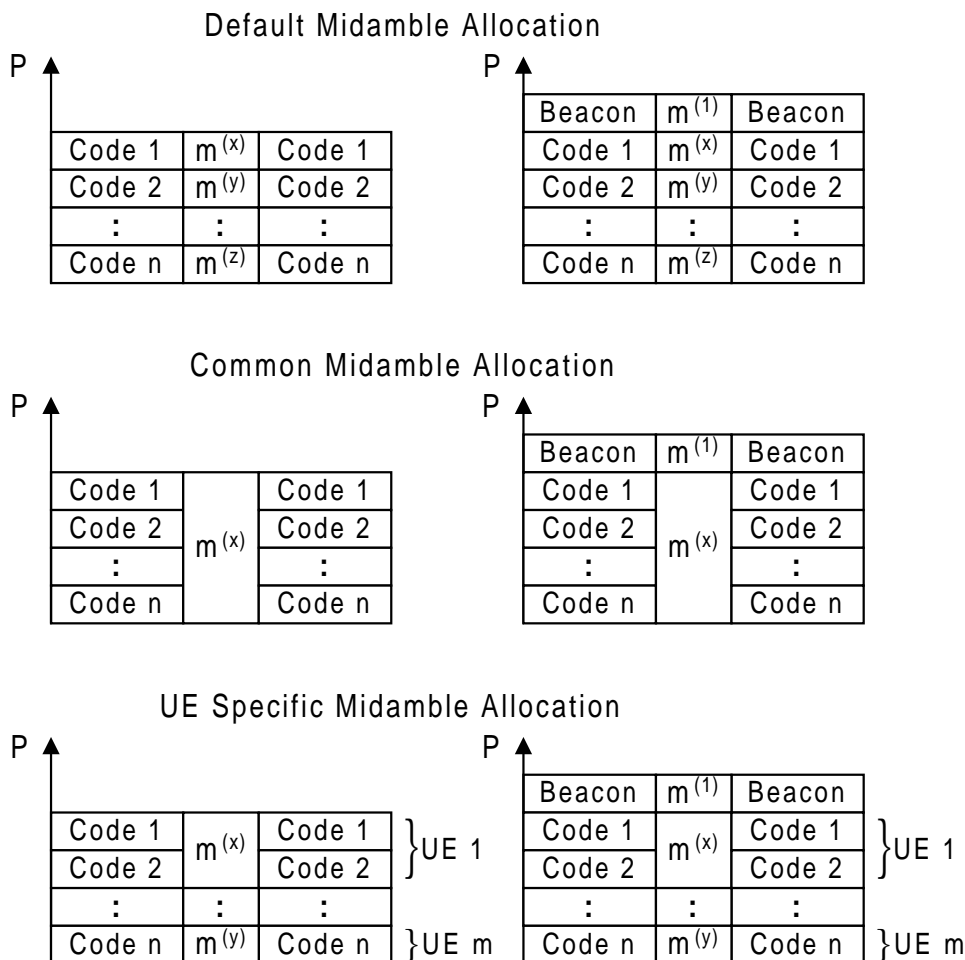 Default Midamble Allocation
P P
Beacon m(1) Beacon
Code 1 m(x) Code 1 Code 1 m(x) Code 1
Code 2 m(y) Code 2 Code 2 m(y) Code 2
: : : : : :
Code n m(z) Code n Code n m(z) Code n
Common Midamble Allocation
P P
Beacon m(1) Beacon
Code 1 Code 1 Code 1 Code 1
Code 2 m(x) Code 2 Code 2 m(x) Code 2
: : : :
Code n Code n Code n Code n
UE Specific Midamble Allocation
P P
Beacon m(1) Beacon
Code 1 m(x) Code 1 }UE 1 Code 1 m(x) Code 1 }UE 1
Code 2 Code 2 Code 2 Code 2
: : : : : :
Code n m(y) Code n }UE m Code n m(y) Code n }UE m